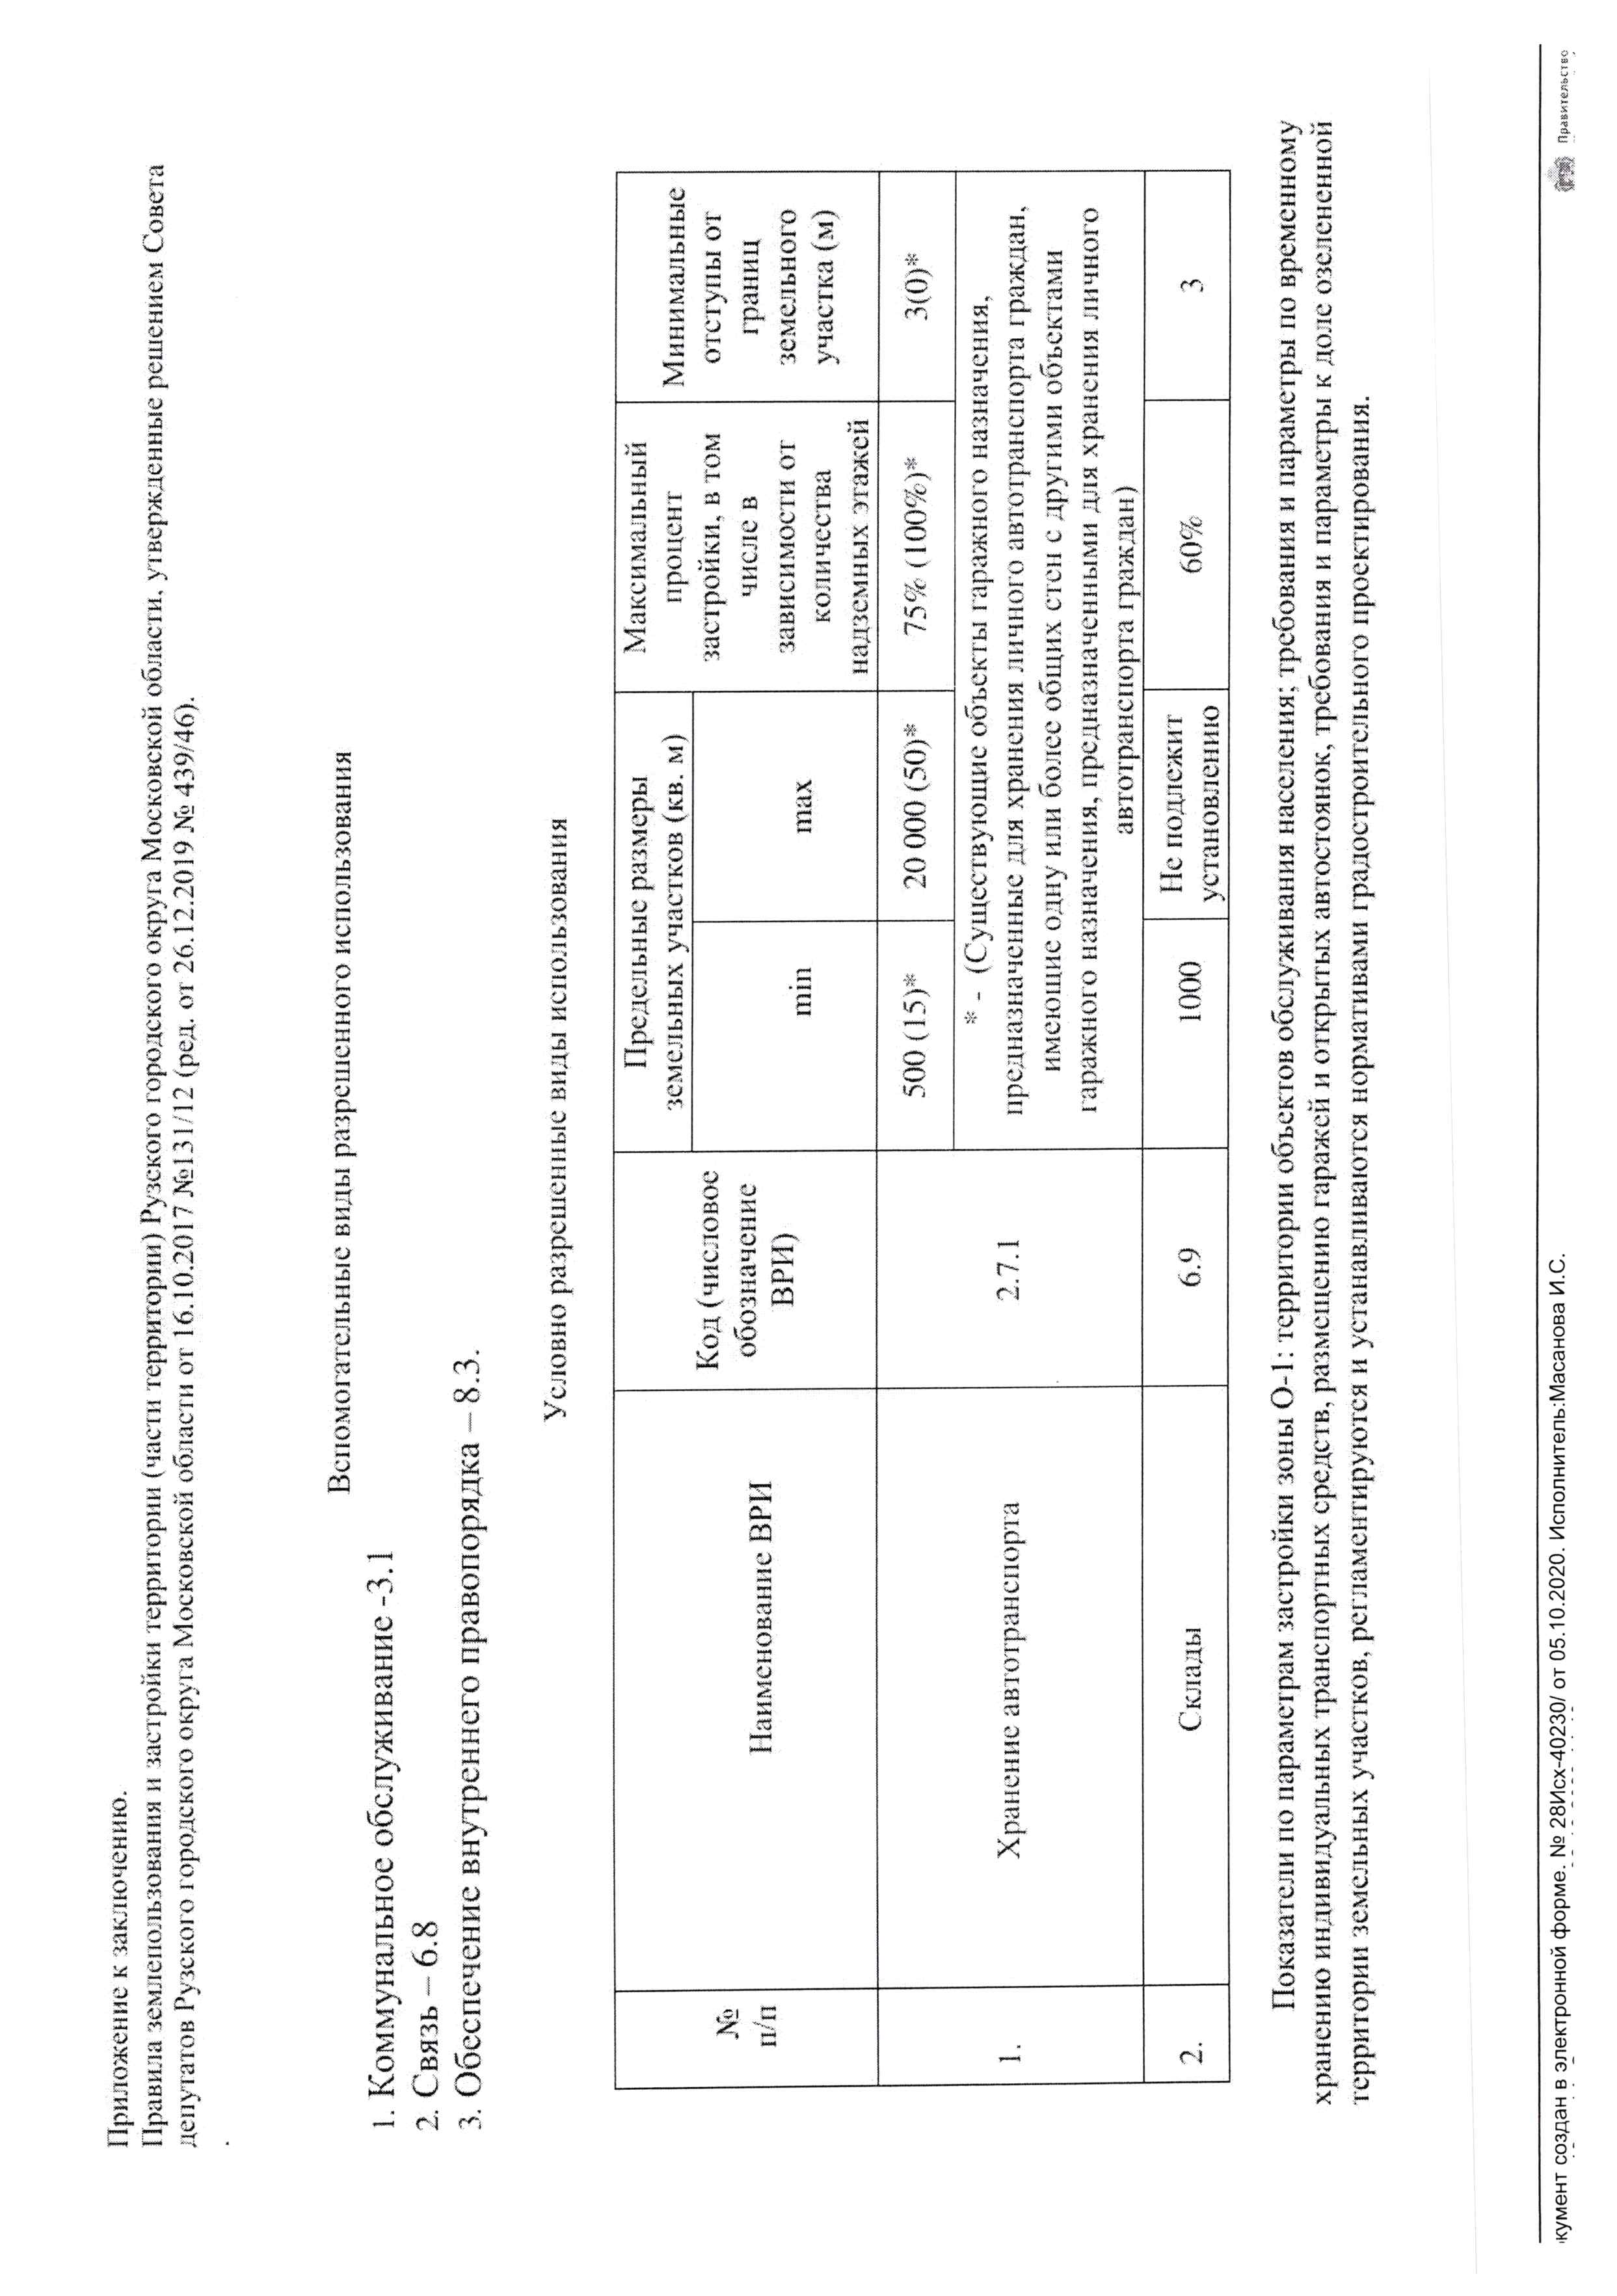 Приложение к заключению.
Правила землепользования и застройки территории (части территории) Рузского городского округа Московской области, утвержденные решением Совета
депутатов Рузского городского округа Московской области от 16.10.2017 №131/12 (ред. от 26.12.2019 № 439/46).
.
Вспомогательные виды разрешенного использования
1. Коммунальное обслуживание -3.1
2. Связь – 6.8
3. Обеспечение внутреннего правопорядка – 8.3.
Условно разрешенные виды использования
№
п/п
Наименование ВРИ
Код (числовое
обозначение
ВРИ)
Предельные размеры
земельных участков (кв. м)
min
max
Максимальный
процент
застройки, в том
числе в
зависимости от
количества
надземных этажей
Минимальные
отступы от
границ
земельного
участка (м)
1.
Хранение автотранспорта
2.7.1
500 (15)*
20 000 (50)*
75% (100%)*
3(0)*
* - (Существующие объекты гаражного назначения,
предназначенные для хранения личного автотранспорта граждан,
имеющие одну или более общих стен с другими объектами
гаражного назначения, предназначенными для хранения личного
автотранспорта граждан)
2.
Склады
6.9
1000
Не подлежит
установлению
60%
3
Показатели по параметрам застройки зоны О-1: территории объектов обслуживания населения; требования и параметры по временному
хранению индивидуальных транспортных средств, размещению гаражей и открытых автостоянок, требования и параметры к доле озелененной
территории земельных участков, регламентируются и устанавливаются нормативами градостроительного проектирования.
кумент создан в электронной форме. № 28Исх-40230/ от 05.10.2020. Исполнитель:Масанова И.С.
Правительство